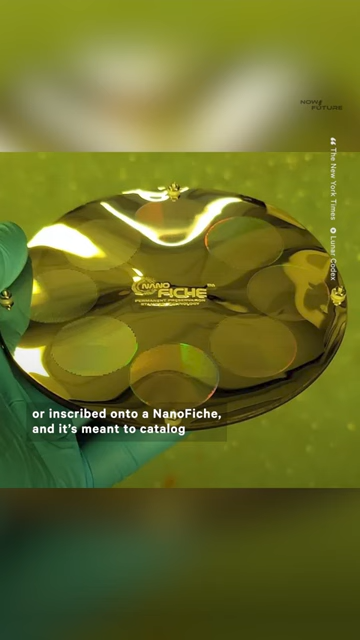 NOW/
FUTURE
❝ The New York Times ✪ Lunar Codex
NANO
FICHE
or inscribed onto a NanoFiche,
and it's meant to catalog